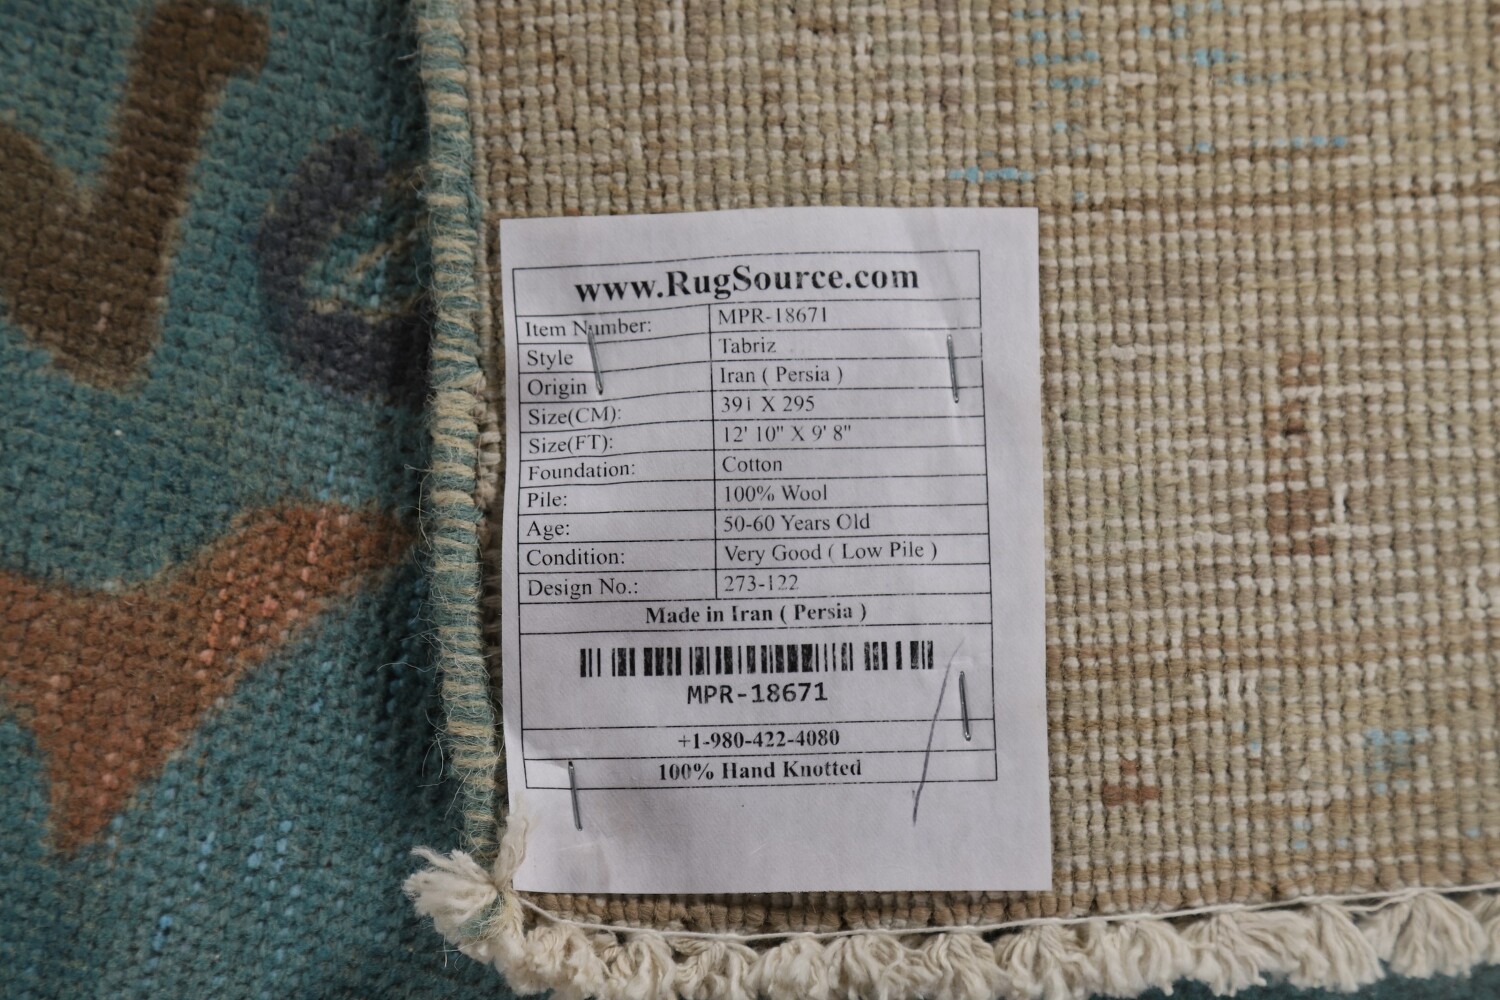 www.RugSource.com
Item Number: MPR-18671
Style Tabriz
Origin Iran ( Persia )
Size(CM): 391 X 295
Size(FT): 12' 10" X 9' 8"
Foundation: Cotton
Pile: 100% Wool
Age: 50-60 Years Old
Condition: Very Good ( Low Pile )
Design No.: 273-122
Made in Iran ( Persia )
MPR-18671
+1-980-422-4080
100% Hand Knotted